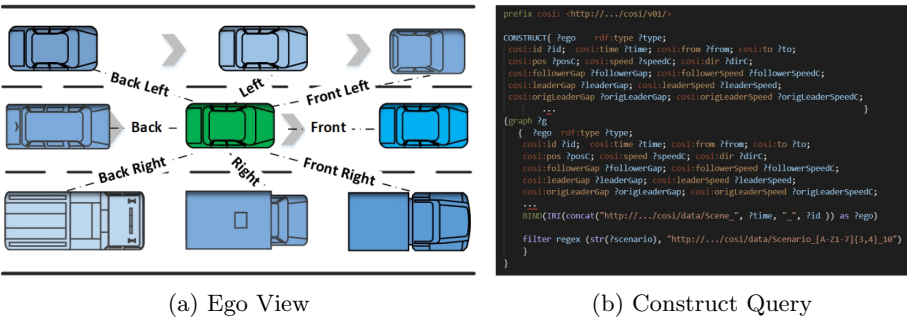 Back Left
Left
Front Left
Back
Front
Back Right
Right
Front Right
prefix cosi: <http://.../cosi/v01/>
CONSTRUCT{ ?ego rdf:type ?type;
cosi:id ?id; cosi:time ?time; cosi:from ?from; cosi:to ?to;
cosi:pos ?posC; cosi:speed ?speedC; cosi:dir ?dirC;
cosi:followerGap ?followerGap; cosi:followerSpeed ?followerSpeedC;
cosi:leaderGap ?leaderGap; cosi:leaderSpeed ?leaderSpeed;
cosi:origLeaderGap ?origLeaderGap; cosi:origLeaderSpeed ?origLeaderSpeedC;
... }
{graph ?g
{ ?ego rdf:type ?type;
cosi:id ?id; cosi:time ?time; cosi:from ?from; cosi:to ?to;
cosi:pos ?posC; cosi:speed ?speedC; cosi:dir ?dirC;
cosi:followerGap ?followerGap; cosi:followerSpeed ?followerSpeedC;
cosi:leaderGap ?leaderGap; cosi:leaderSpeed ?leaderSpeed;
cosi:origLeaderGap ?origLeaderGap; cosi:origLeaderSpeed ?origLeaderSpeedC;
...
BIND(IRI(concat("http://.../cosi/data/Scene_", ?time, "_", ?id )) as ?ego)
filter regex (str(?scenario), "http://.../cosi/data/Scenario_[A-Z1-7]{3,4}_10")
}
}
(a) Ego View
(b) Construct Query